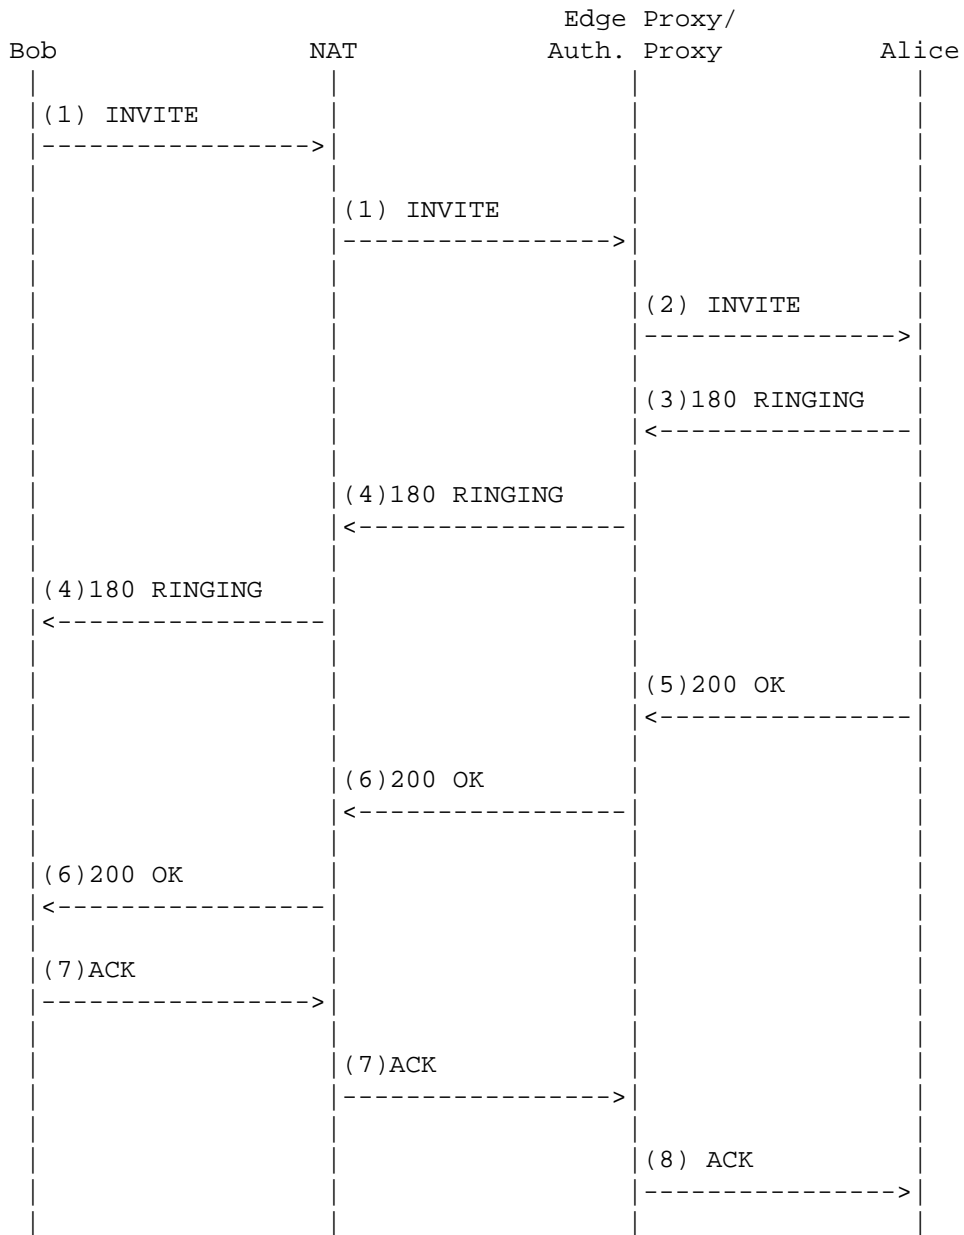 Edge Proxy/
Bob NAT Auth. Proxy Alice
(1) INVITE
(1) INVITE
(2) INVITE
(3)180 RINGING
(4)180 RINGING
(4)180 RINGING
(5)200 OK
(6)200 OK
(6)200 OK
(7)ACK
(7)ACK
(8) ACK